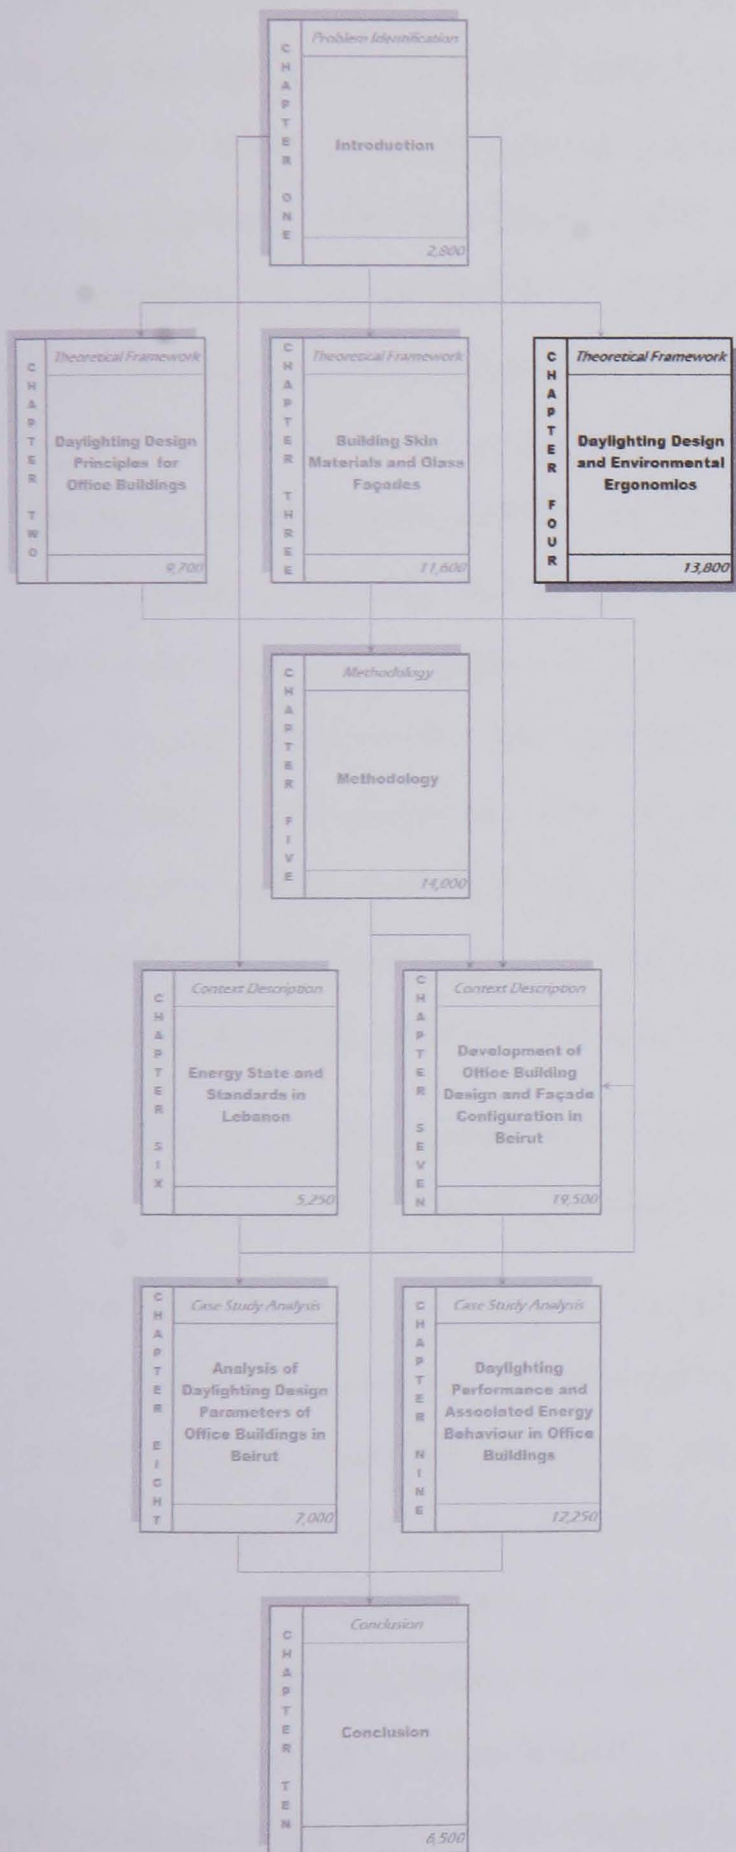 CHAPTER ONE
Problem Identification
Introduction
2,800
CHAPTER TWO
Theoretical Framework
Daylighting Design
Principles for
Office Buildings
9,700
CHAPTER THREE
Theoretical Framework
Building Skin
Materials and Glass
Façades
11,600
CHAPTER FOUR
Theoretical Framework
Daylighting Design
and Environmental
Ergonomics
13,800
CHAPTER FIVE
Methodology
Methodology
14,000
CHAPTER SIX
Context Description
Energy State and
Standards in
Lebanon
5,250
CHAPTER SEVEN
Context Description
Development of
Office Building
Design and Façade
Configuration in
Beirut
19,500
CHAPTER EIGHT
Case Study Analysis
Analysis of
Daylighting Design
Parameters of
Office Buildings in
Beirut
7,000
CHAPTER NINE
Case Study Analysis
Daylighting
Performance and
Associated Energy
Behaviour in Office
Buildings
12,250
CHAPTER TEN
Conclusion
Conclusion
6,500